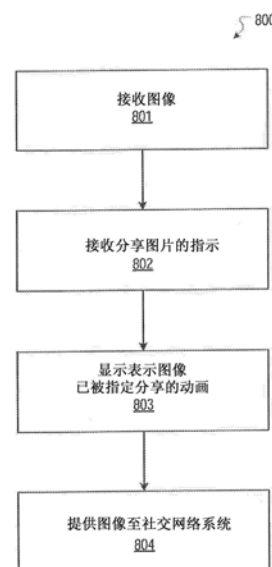 800
接收图像
801
接收分享图片的指示
802
显示表示图像
已被指定分享的动画
803
提供图像至社交网络系统
804